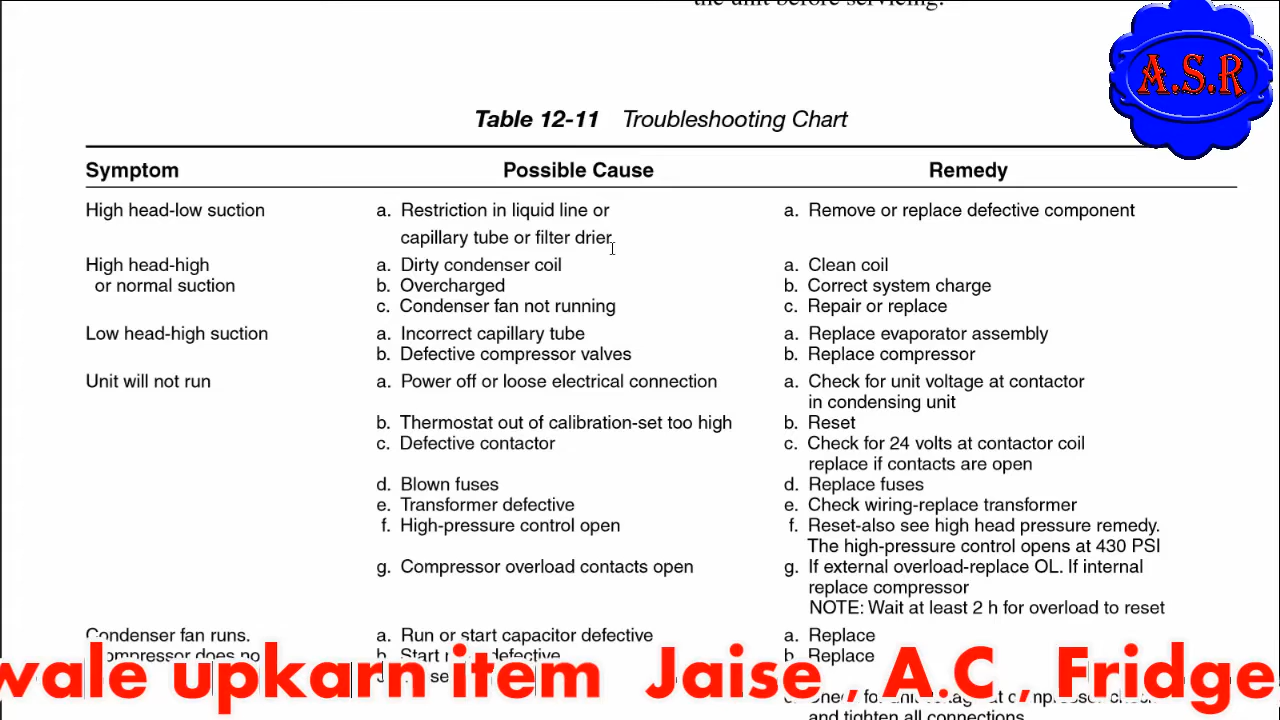 the unit before servicing.
A.S.R
Table 12-11 Troubleshooting Chart
Symptom Possible Cause Remedy
High head-low suction a. Restriction in liquid line or a. Remove or replace defective component
capillary tube or filter drier
High head-high a. Dirty condenser coil a. Clean coil
or normal suction b. Overcharged b. Correct system charge
c. Condenser fan not running c. Repair or replace
Low head-high suction a. Incorrect capillary tube a. Replace evaporator assembly
b. Defective compressor valves b. Replace compressor
Unit will not run a. Power off or loose electrical connection a. Check for unit voltage at contactor
in condensing unit
b. Thermostat out of calibration-set too high b. Reset
c. Defective contactor c. Check for 24 volts at contactor coil
replace if contacts are open
d. Blown fuses d. Replace fuses
e. Transformer defective e. Check wiring-replace transformer
f. High-pressure control open f. Reset-also see high head pressure remedy.
The high-pressure control opens at 430 PSI
g. Compressor overload contacts open g. If external overload-replace OL. If internal
replace compressor
NOTE: Wait at least 2 h for overload to reset
Condenser fan runs. a. Run or start capacitor defective a. Replace
b. Start defective b. Replace
wale upkarn item Jaise , A.C , Fridge
and tighten all connections